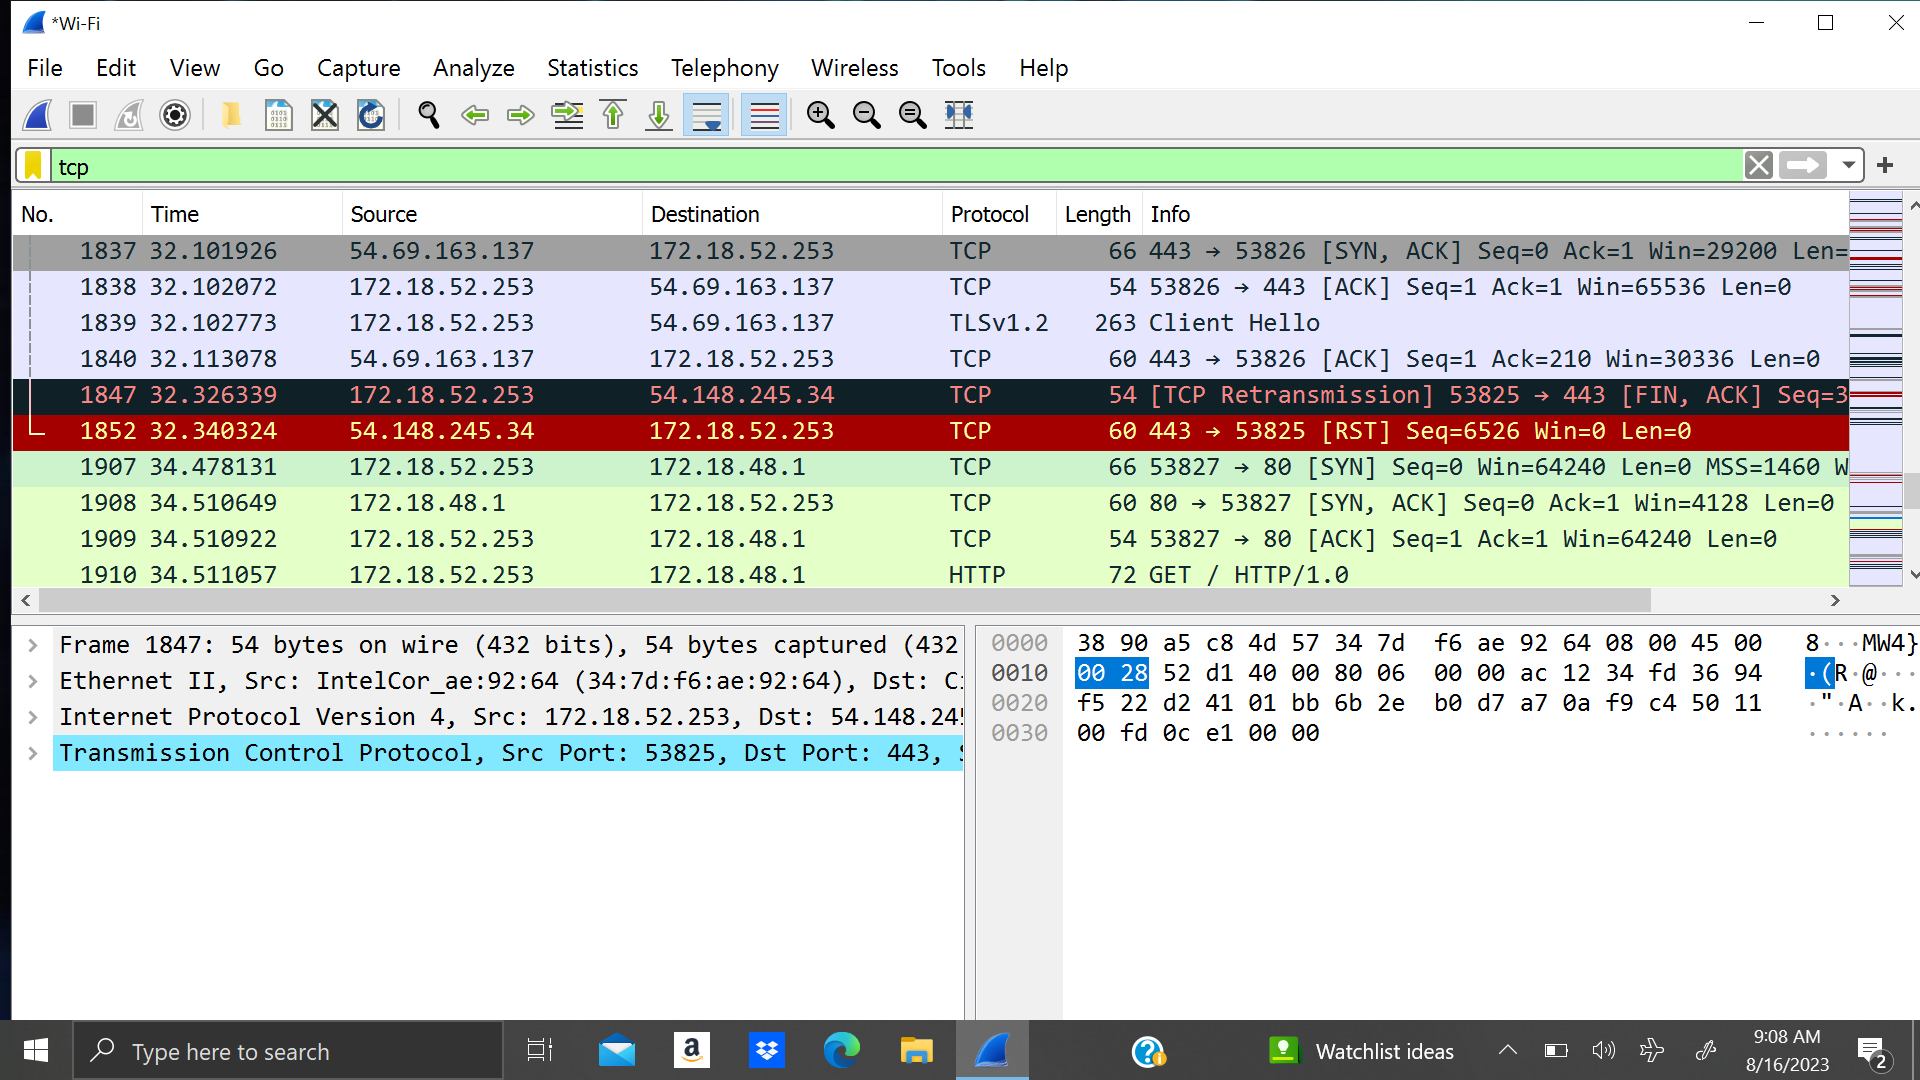 *Wi-Fi
File Edit View Go Capture Analyze Statistics Telephony Wireless Tools Help
tcp
No. Time Source Destination Protocol Length Info
1837 32.101926 54.69.163.137 172.18.52.253 TCP 66 443 → 53826 [SYN, ACK] Seq=0 Ack=1 Win=29200 Len=
1838 32.102072 172.18.52.253 54.69.163.137 TCP 54 53826 → 443 [ACK] Seq=1 Ack=1 Win=65536 Len=0
1839 32.102773 172.18.52.253 54.69.163.137 TLSv1.2 263 Client Hello
1840 32.113078 54.69.163.137 172.18.52.253 TCP 60 443 → 53826 [ACK] Seq=1 Ack=210 Win=30336 Len=0
1847 32.326339 172.18.52.253 54.148.245.34 TCP 54 [TCP Retransmission] 53825 → 443 [FIN, ACK] Seq=3
1852 32.340324 54.148.245.34 172.18.52.253 TCP 60 443 → 53825 [RST] Seq=6526 Win=0 Len=0
1907 34.478131 172.18.52.253 172.18.48.1 TCP 66 53827 → 80 [SYN] Seq=0 Win=64240 Len=0 MSS=1460 W
1908 34.510649 172.18.48.1 172.18.52.253 TCP 60 80 → 53827 [SYN, ACK] Seq=0 Ack=1 Win=4128 Len=0
1909 34.510922 172.18.52.253 172.18.48.1 TCP 54 53827 → 80 [ACK] Seq=1 Ack=1 Win=64240 Len=0
1910 34.511057 172.18.52.253 172.18.48.1 HTTP 72 GET / HTTP/1.0
Frame 1847: 54 bytes on wire (432 bits), 54 bytes captured (432
Ethernet II, Src: IntelCor_ae:92:64 (34:7d:f6:ae:92:64), Dst: Ci
Internet Protocol Version 4, Src: 172.18.52.253, Dst: 54.148.245
Transmission Control Protocol, Src Port: 53825, Dst Port: 443, S
0000 38 90 a5 c8 4d 57 34 7d f6 ae 92 64 08 00 45 00 8···MW4}
0010 00 28 52 d1 40 00 80 06 00 00 ac 12 34 fd 36 94 ·(R·@···
0020 f5 22 d2 41 01 bb 6b 2e b0 d7 a7 0a f9 c4 50 11 ·"·A··k.
0030 00 fd 0c e1 00 00 ······
Type here to search
Watchlist ideas
9:08 AM
8/16/2023
2